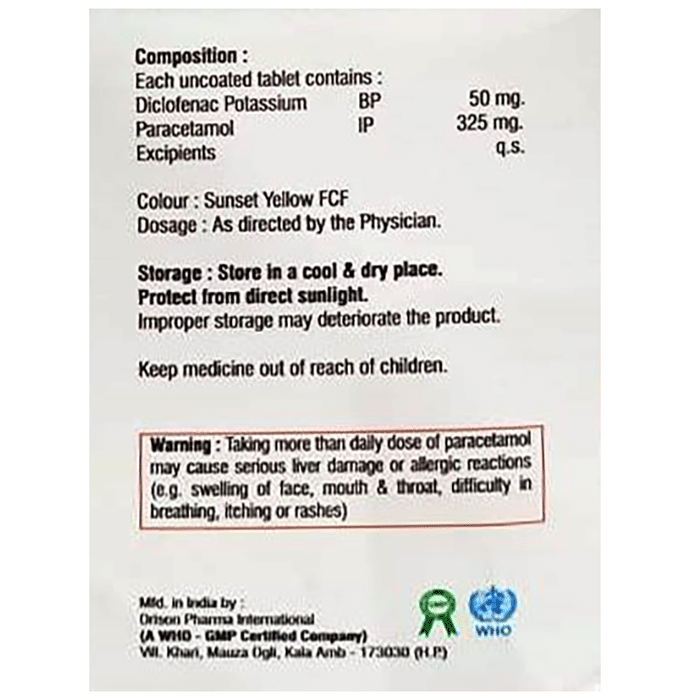 Composition :
Each uncoated tablet contains :
Diclofenac Potassium BP 50 mg.
Paracetamol IP 325 mg.
Excipients q.s.
Colour : Sunset Yellow FCF
Dosage : As directed by the Physician.
Storage : Store in a cool & dry place.
Protect from direct sunlight.
Improper storage may deteriorate the product.
Keep medicine out of reach of children.
Warning : Taking more than daily dose of paracetamol
may cause serious liver damage or allergic reactions
(e.g. swelling of face, mouth & throat, difficulty in
breathing, itching or rashes)
Mfd. in India by :
Orison Pharma International
(A WHO - GMP Certified Company)
Vill. Khari, Mauza Ogli, Kala Amb - 173030 (H.P.)
WHO